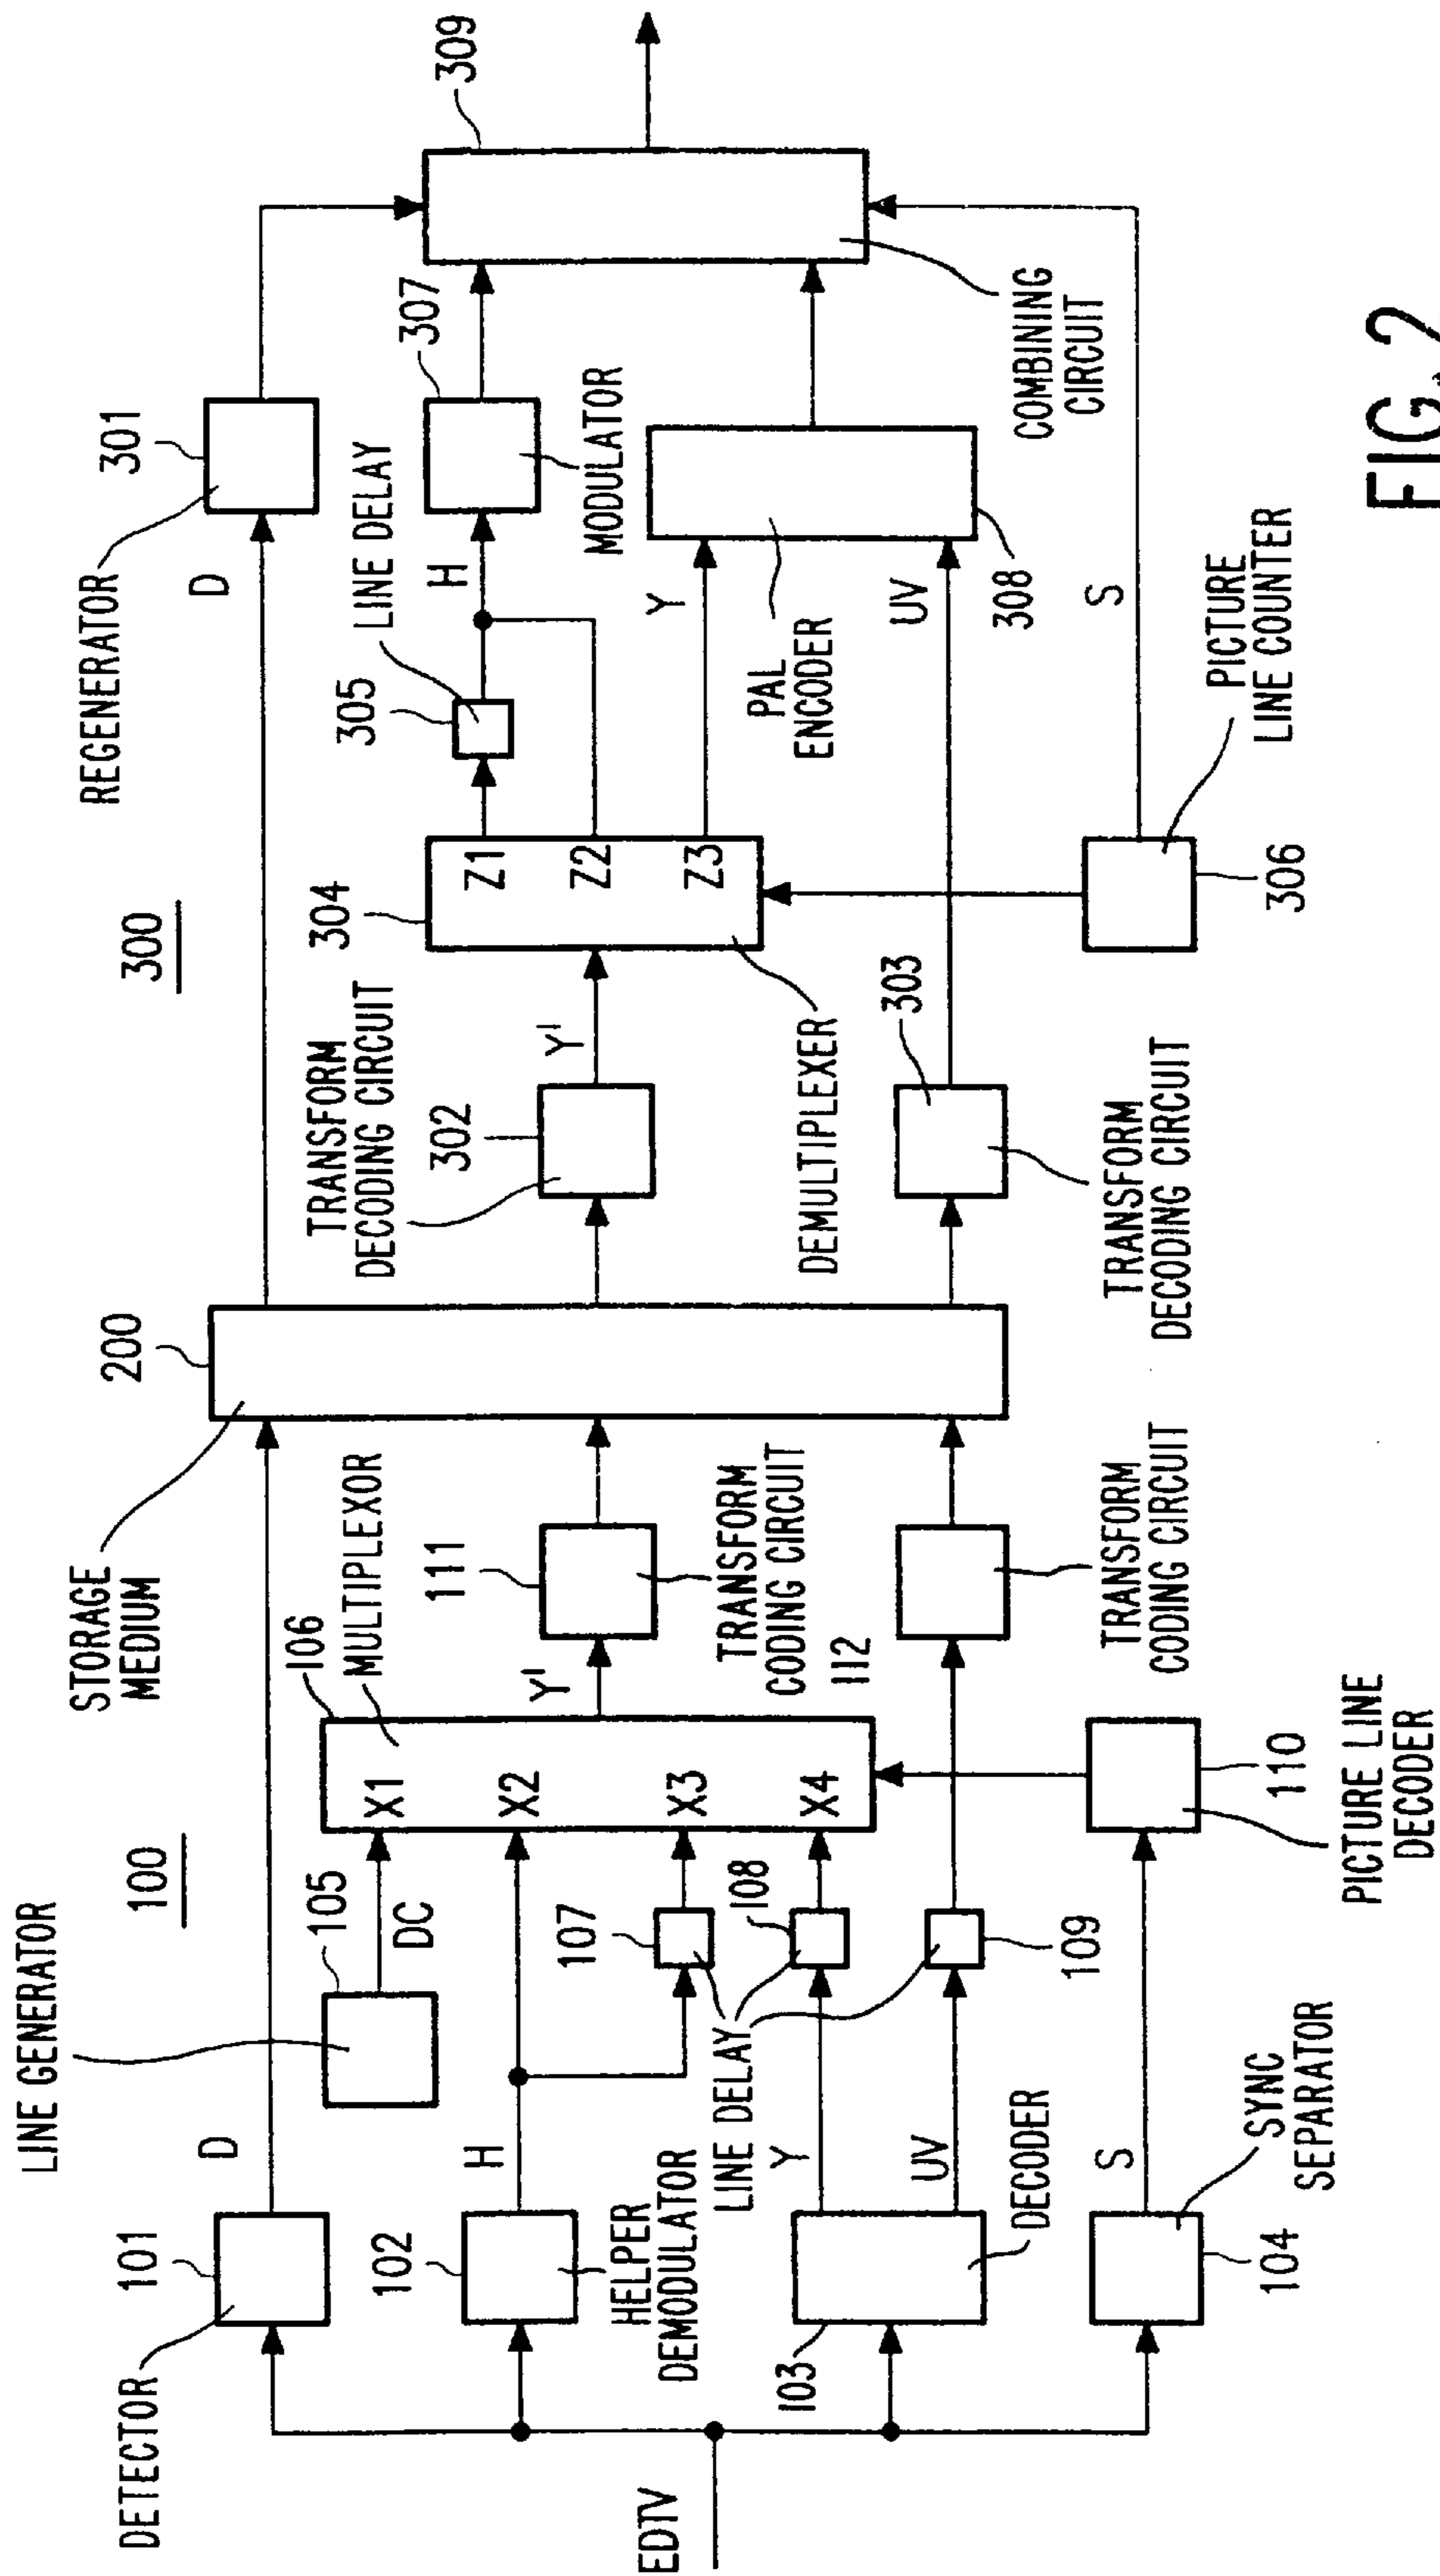 EDTV
DETECTOR
101
D
LINE GENERATOR
105
DC
100
102
HELPER
DEMODULATOR
H
103
DECODER
Y
UV
104
SYNC
SEPARATOR
S
LINE DELAY
107
108
109
110
PICTURE LINE
DECODER
X1
X2
X3
X4
106
MULTIPLEXOR
Y'
111
TRANSFORM
CODING CIRCUIT
112
TRANSFORM
CODING CIRCUIT
STORAGE
MEDIUM
200
300
TRANSFORM
DECODING CIRCUIT
302
Y'
303
TRANSFORM
DECODING CIRCUIT
304
DEMULTIPLEXER
Z1
Z2
Z3
306
PICTURE
LINE COUNTER
305
LINE DELAY
REGENERATOR
301
D
H
307
MODULATOR
Y
PAL
ENCODER
UV
308
S
COMBINING
CIRCUIT
309
FIG. 2